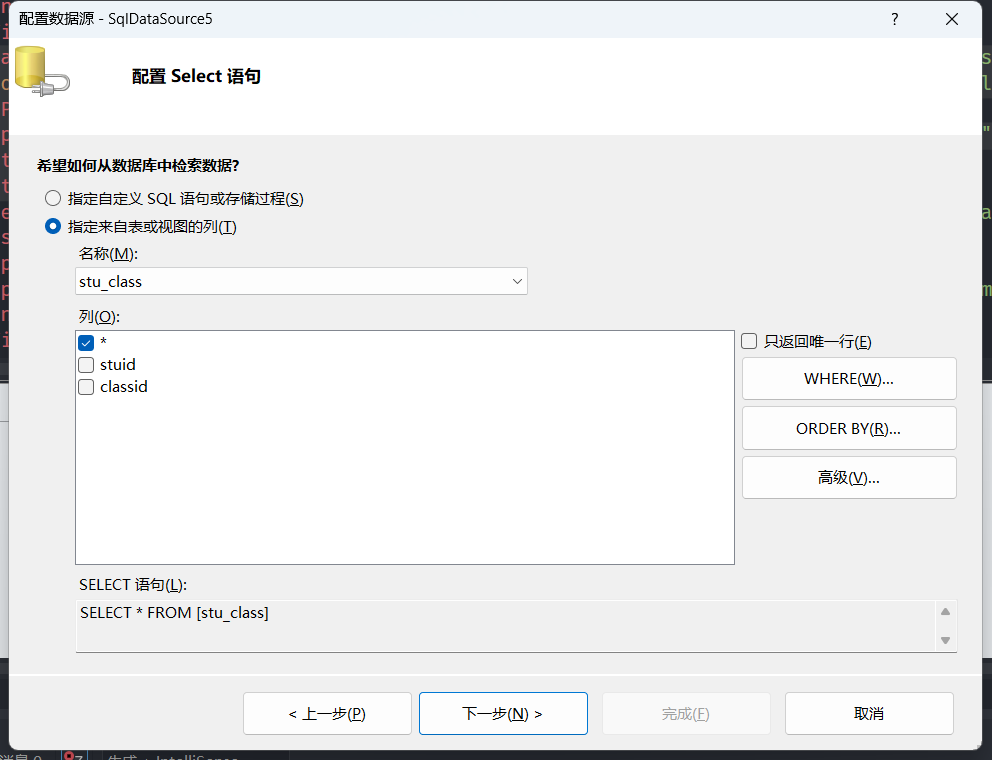 配置数据源 - SqlDataSource5
?
配置 Select 语句
希望如何从数据库中检索数据?
指定自定义 SQL 语句或存储过程(S)
指定来自表或视图的列(T)
名称(M):
stu_class
列(O):
*
stuid
classid
只返回唯一行(E)
WHERE(W)...
ORDER BY(R)...
高级(V)...
SELECT 语句(L):
SELECT * FROM [stu_class]
< 上一步(P)
下一步(N) >
完成(F)
取消